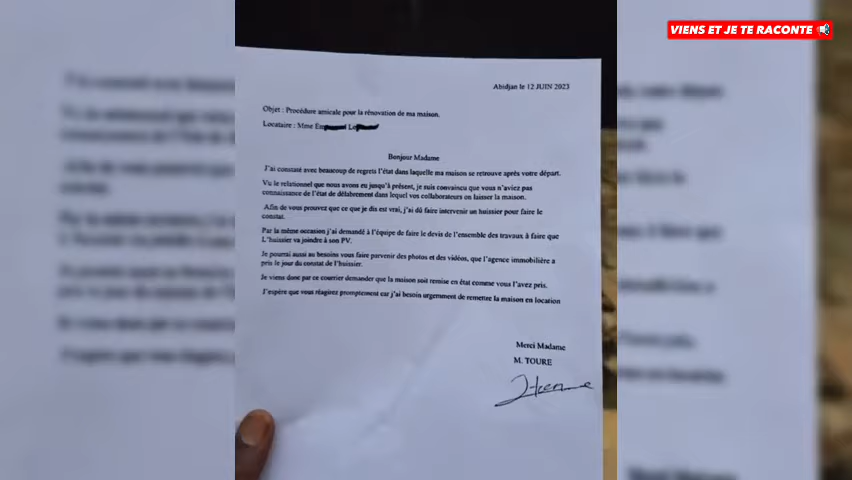 VIENS ET JE TE RACONTE
Abidjan le 12 JUIN 2023
Objet : Procédure amicale pour la rénovation de ma maison.
Locataire : Mme Em
Bonjour Madame
J'ai constaté avec beaucoup de regrets l'état dans laquelle ma maison se retrouve après votre départ.
Vu le relationnel que nous avons eu jusqu'à présent, je suis convaincu que vous n'aviez pas
connaissance de l'état de délabrement dans lequel vos collaborateurs on laisser la maison.
Afin de vous prouvez que ce que je dis est vrai, j'ai dû faire intervenir un huissier pour faire le
constat.
Par la même occasion j'ai demandé à l'équipe de faire le devis de l'ensemble des travaux à faire que
L'huissier va joindre à son PV.
Je pourrai aussi au besoins vous faire parvenir des photos et des vidéos, que l'agence immobilière a
pris le jour du constat de l'huissier.
Je viens donc par ce courrier demander que la maison soit remise en état comme vous l'avez pris.
J'espère que vous réagirez promptement car j'ai besoin urgemment de remettre la maison en location
Merci Madame
M. TOURE